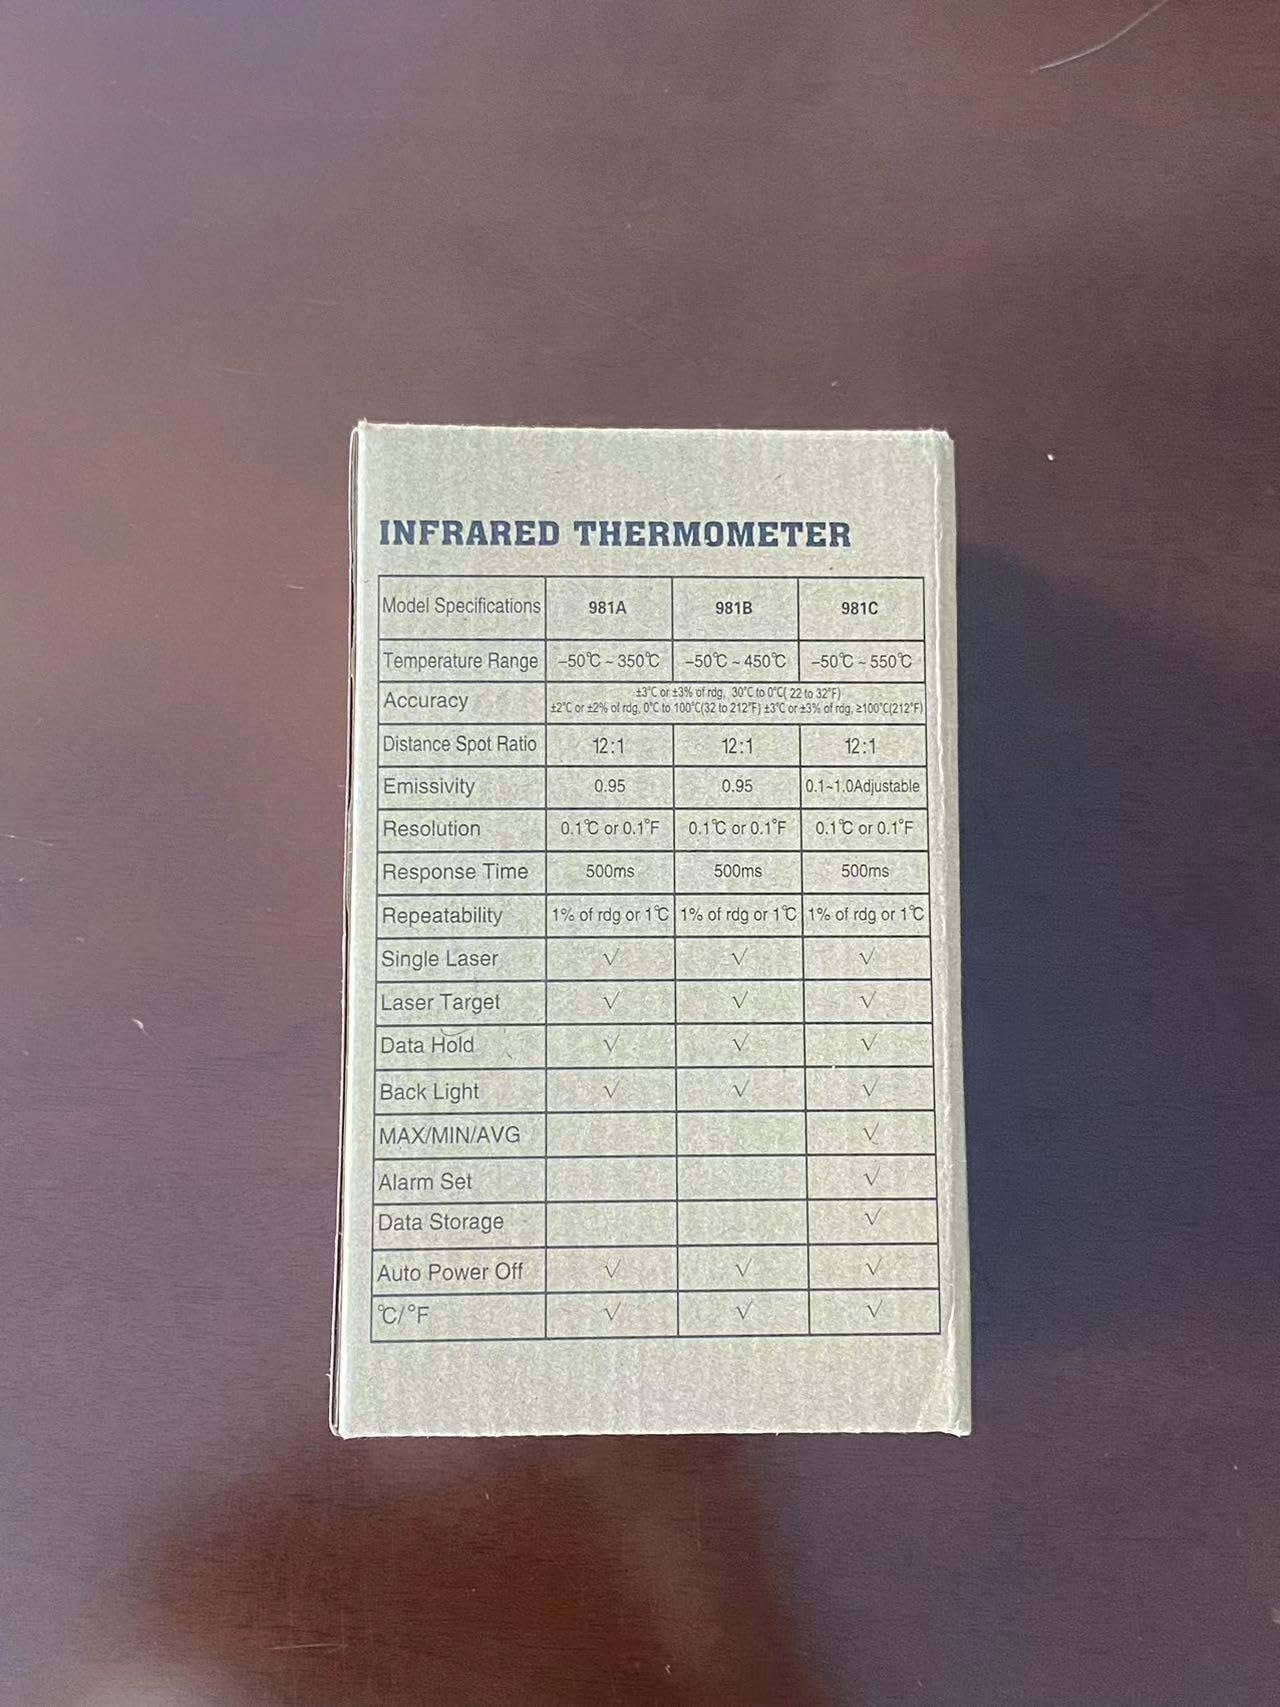 INFRARED THERMOMETER
Model Specifications 981A 981B 981C
Temperature Range -50℃ ~ 350℃ -50℃ ~ 450℃ -50℃ ~ 550℃
Accuracy ±3℃ or ±3% of rdg, 30℃ to 0℃( 22 to 32°F)
±2℃ or ±2% of rdg, 0℃ to 100℃(32 to 212°F) ±3℃ or ±3% of rdg, ≥100℃(212°F)
Distance Spot Ratio 12:1 12:1 12:1
Emissivity 0.95 0.95 0.1~1.0Adjustable
Resolution 0.1℃ or 0.1°F 0.1℃ or 0.1°F 0.1℃ or 0.1°F
Response Time 500ms 500ms 500ms
Repeatability 1% of rdg or 1℃ 1% of rdg or 1℃ 1% of rdg or 1℃
Single Laser √ √ √
Laser Target √ √ √
Data Hold √ √ √
Back Light √ √ √
MAX/MIN/AVG √
Alarm Set √
Data Storage √
Auto Power Off √ √ √
℃/°F √ √ √